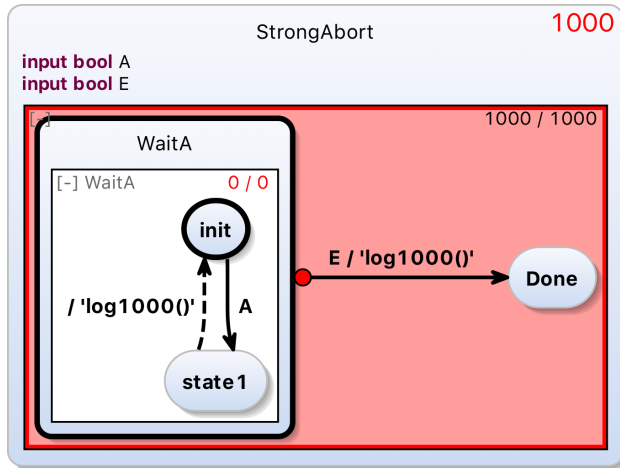 StrongAbort
1000
input bool A
input bool E
[-]
1000 / 1000
WaitA
[-] WaitA
0 / 0
init
E / 'log1000()'
/ 'log1000()'
A
Done
state1